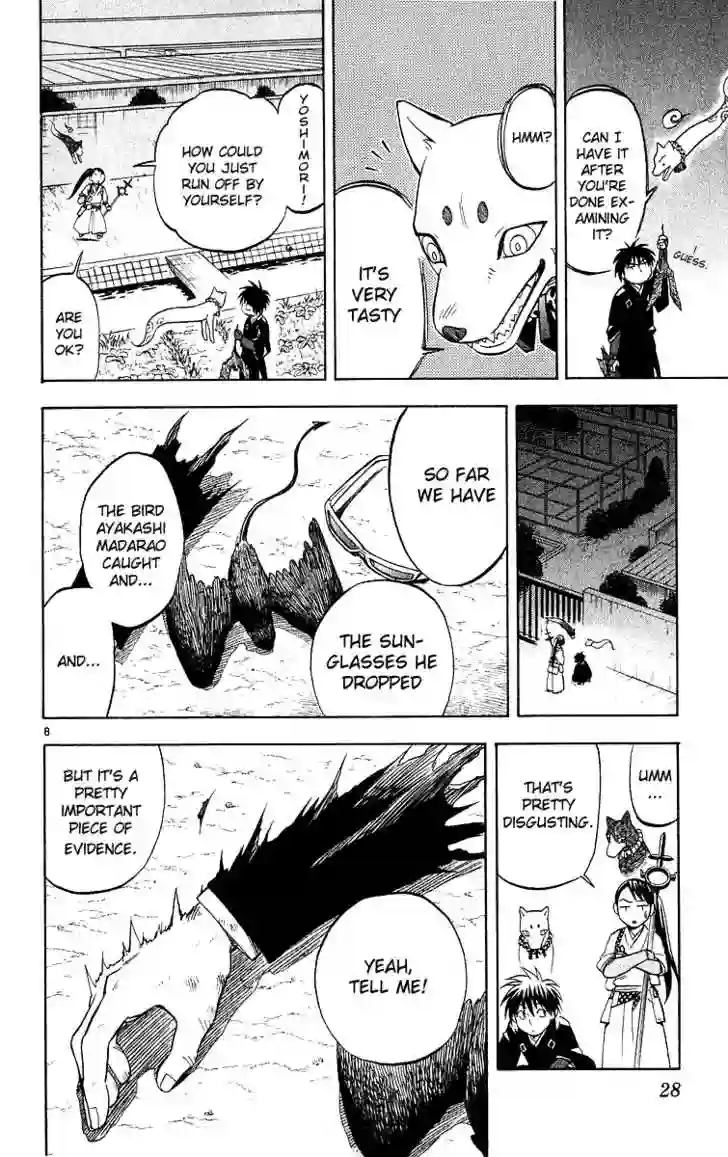 CAN I
HAVE IT
AFTER
YOU'RE
DONE EX-
AMINING
IT?
I
GUESS.
HMM?
IT'S
VERY
TASTY
YOSHIMORI!
HOW COULD
YOU JUST
RUN OFF BY
YOURSELF?
ARE
YOU
OK?
SO FAR
WE HAVE
THE SUN-
GLASSES HE
DROPPED
THE BIRD
AYAKASHI
MADARAO
CAUGHT
AND...
AND...
8
UMM
...
THAT'S
PRETTY
DISGUSTING.
BUT IT'S A
PRETTY
IMPORTANT
PIECE OF
EVIDENCE.
YEAH,
TELL ME!
28